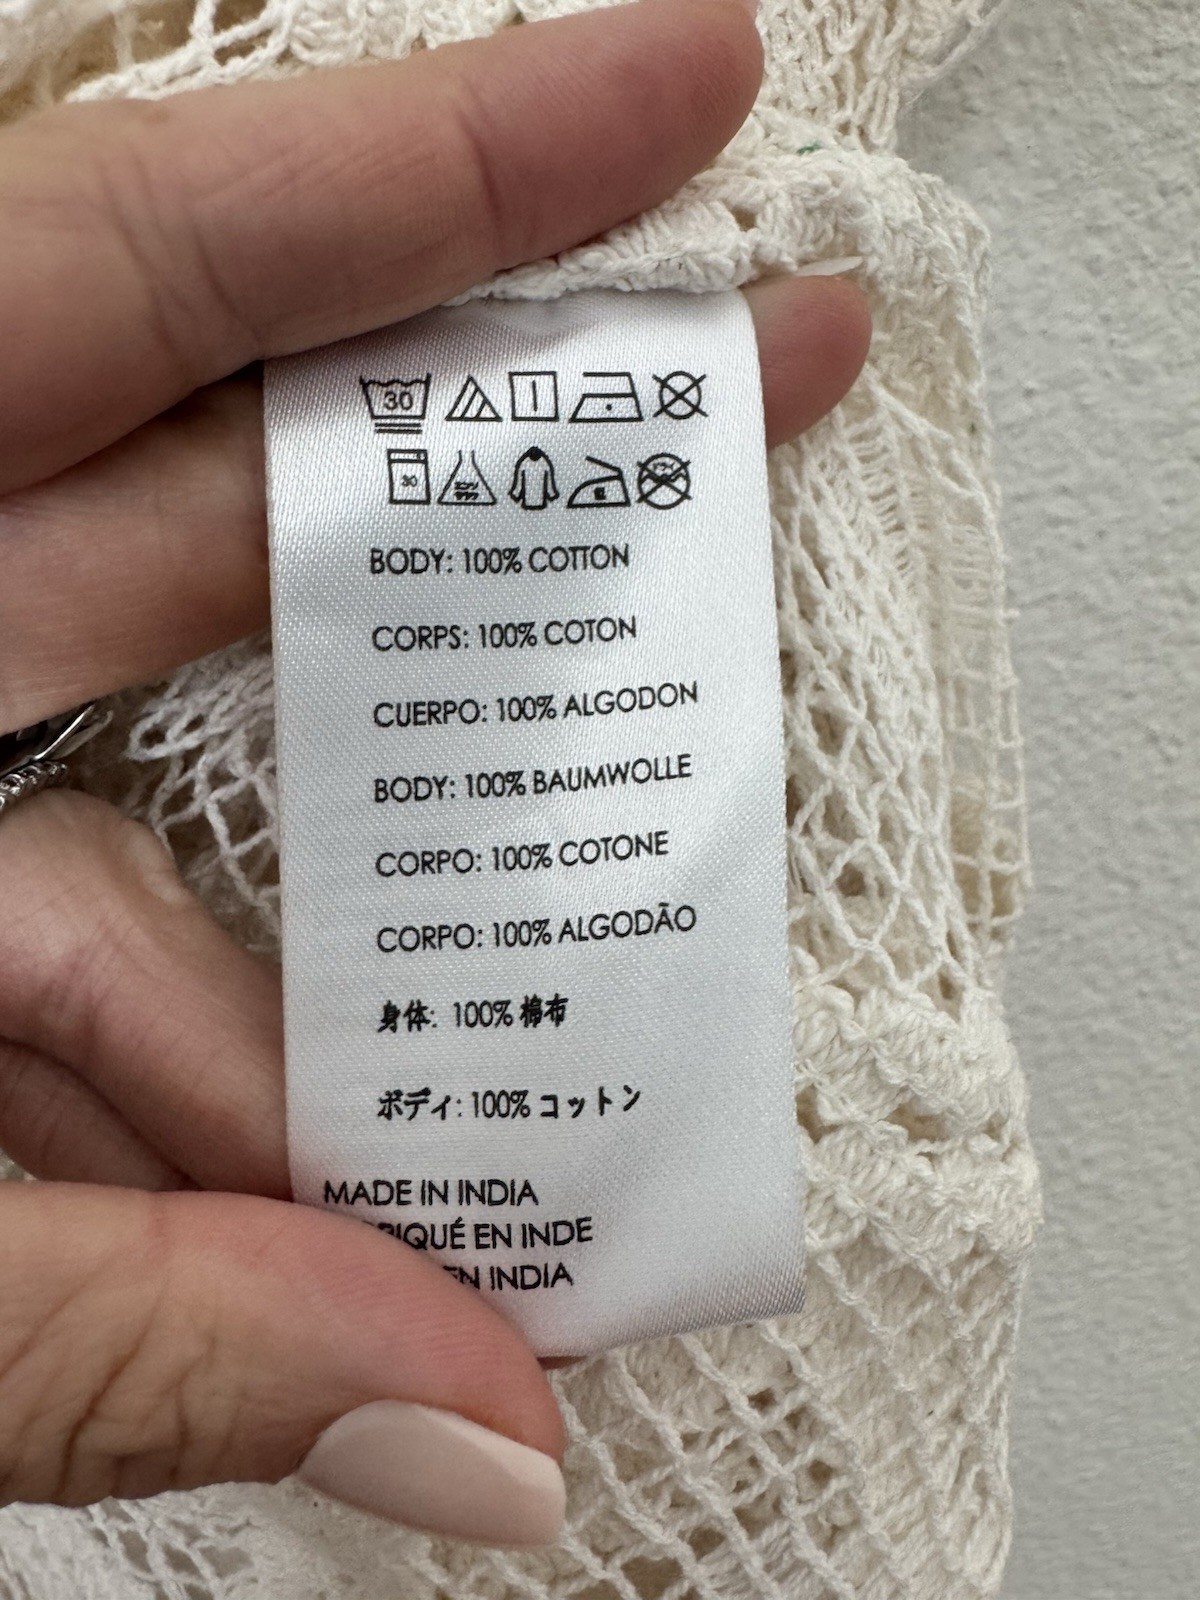 30
30
BODY: 100% COTTON
CORPS: 100% COTON
CUERPO: 100% ALGODON
BODY: 100% BAUMWOLLE
CORPO: 100% COTONE
CORPO: 100% ALGODÃO
身体: 100% 棉布
ボディ: 100% コットン
MADE IN INDIA
EN INDE
EN INDIA